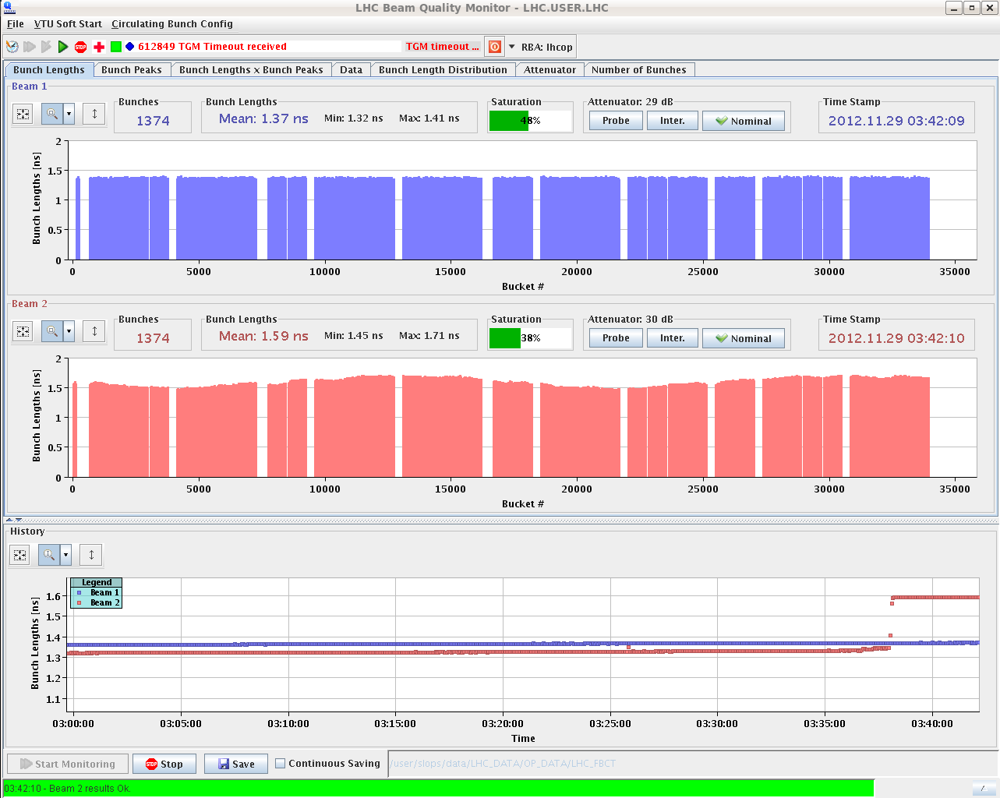 LHC Beam Quality Monitor - LHC.USER.LHC
File VTU Soft Start Circulating Bunch Config
STOP 612849 TGM Timeout received TGM timeout ... RBA: lhcop
Bunch Lengths Bunch Peaks Bunch Lengths x Bunch Peaks Data Bunch Length Distribution Attenuator Number of Bunches
Beam 1
Bunches Bunch Lengths Saturation Attenuator: 29 dB Time Stamp
1374 Mean: 1.37 ns Min: 1.32 ns Max: 1.41 ns 48% Probe Inter. Nominal 2012.11.29 03:42:09
Bunch Lengths [ns]
2
1.5
1
0.5
0
0 5000 10000 15000 20000 25000 30000 35000
Bucket #
Beam 2
Bunches Bunch Lengths Saturation Attenuator: 30 dB Time Stamp
1374 Mean: 1.59 ns Min: 1.45 ns Max: 1.71 ns 38% Probe Inter. Nominal 2012.11.29 03:42:10
Bunch Lengths [ns]
2
1.5
1
0.5
0
0 5000 10000 15000 20000 25000 30000 35000
Bucket #
History
Legend
Beam 1
Beam 2
Bunch Lengths [ns]
1.6
1.5
1.4
1.3
1.2
1.1
03:00:00 03:05:00 03:10:00 03:15:00 03:20:00 03:25:00 03:30:00 03:35:00 03:40:00
Time
Start Monitoring STOP Stop Save Continuous Saving /user/slops/data/LHC_DATA/OP_DATA/LHC_FBCT
03:42:10 - Beam 2 results Ok.